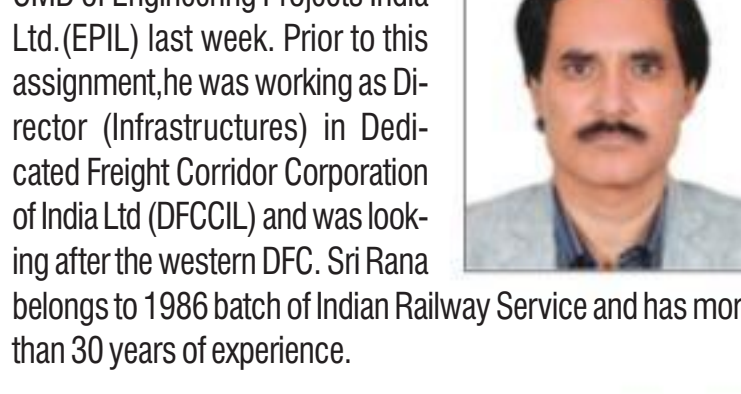 CMD of Engineering Projects India
Ltd.(EPIL) last week. Prior to this
assignment,he was working as Di-
rector (Infrastructures) in Dedi-
cated Freight Corridor Corporation
of India Ltd (DFCCIL) and was look-
ing after the western DFC. Sri Rana
belongs to 1986 batch of Indian Railway Service and has mor
than 30 years of experience.